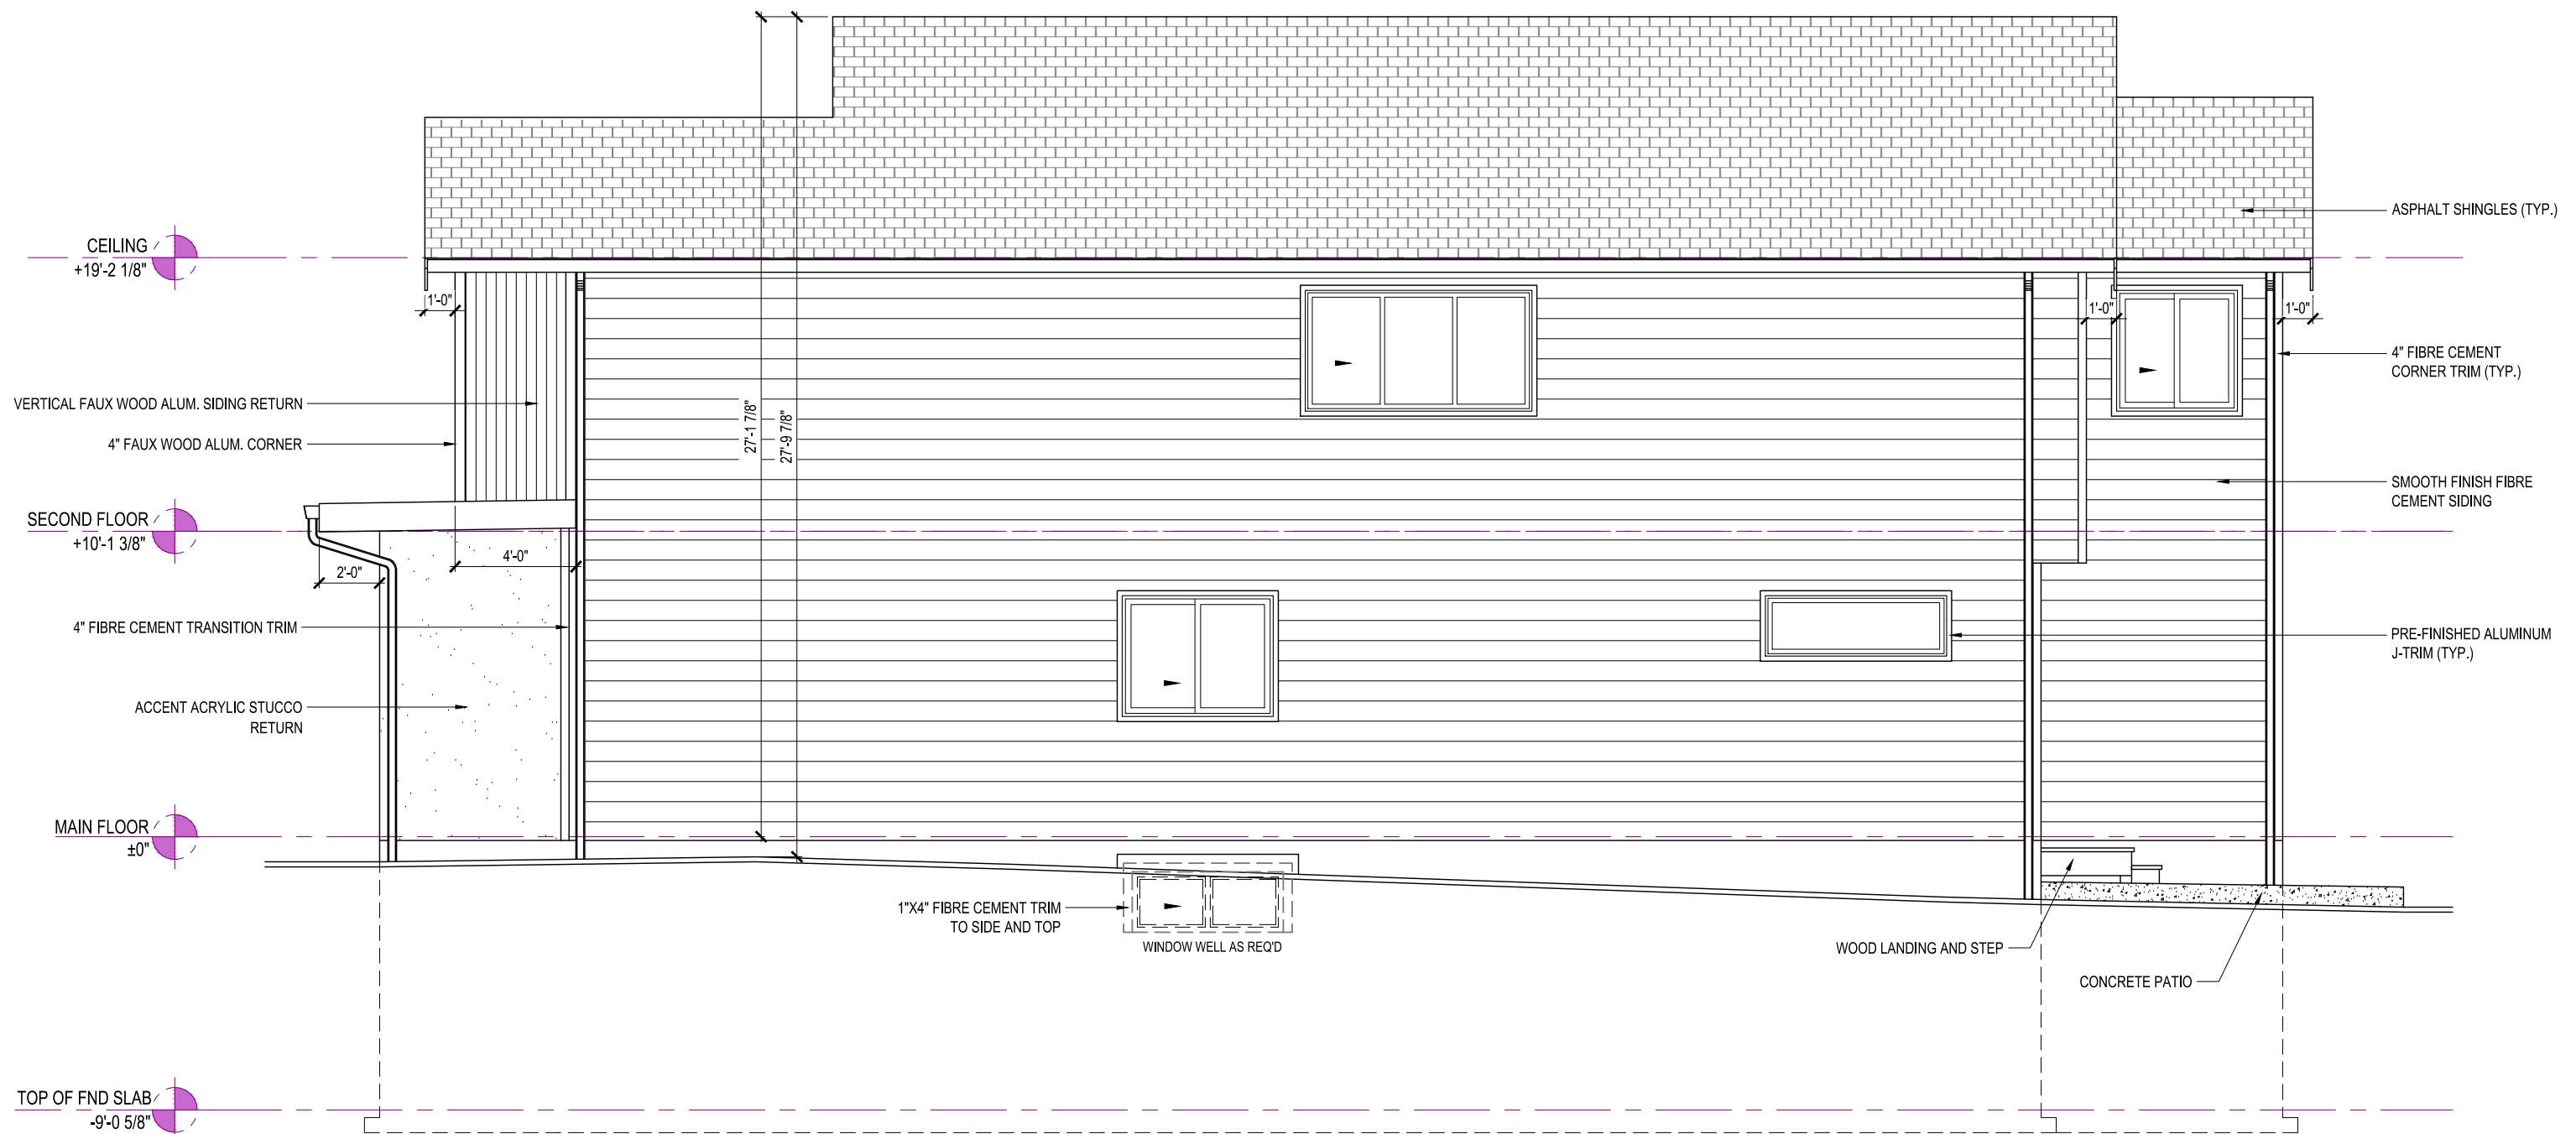 CEILING
+19'-2 1/8"
ASPHALT SHINGLES (TYP.)
1'-0"
1'-0"
1'-0"
4" FIBRE CEMENT
CORNER TRIM (TYP.)
VERTICAL FAUX WOOD ALUM. SIDING RETURN
4" FAUX WOOD ALUM. CORNER
27'-1 7/8"
27'-9 7/8"
SMOOTH FINISH FIBRE
CEMENT SIDING
SECOND FLOOR
+10'-1 3/8"
4'-0"
2'-0"
4" FIBRE CEMENT TRANSITION TRIM
PRE-FINISHED ALUMINUM
J-TRIM (TYP.)
ACCENT ACRYLIC STUCCO
RETURN
MAIN FLOOR
±0"
1"X4" FIBRE CEMENT TRIM
TO SIDE AND TOP
WINDOW WELL AS REQ'D
WOOD LANDING AND STEP
CONCRETE PATIO
TOP OF FND SLAB
-9'-0 5/8"